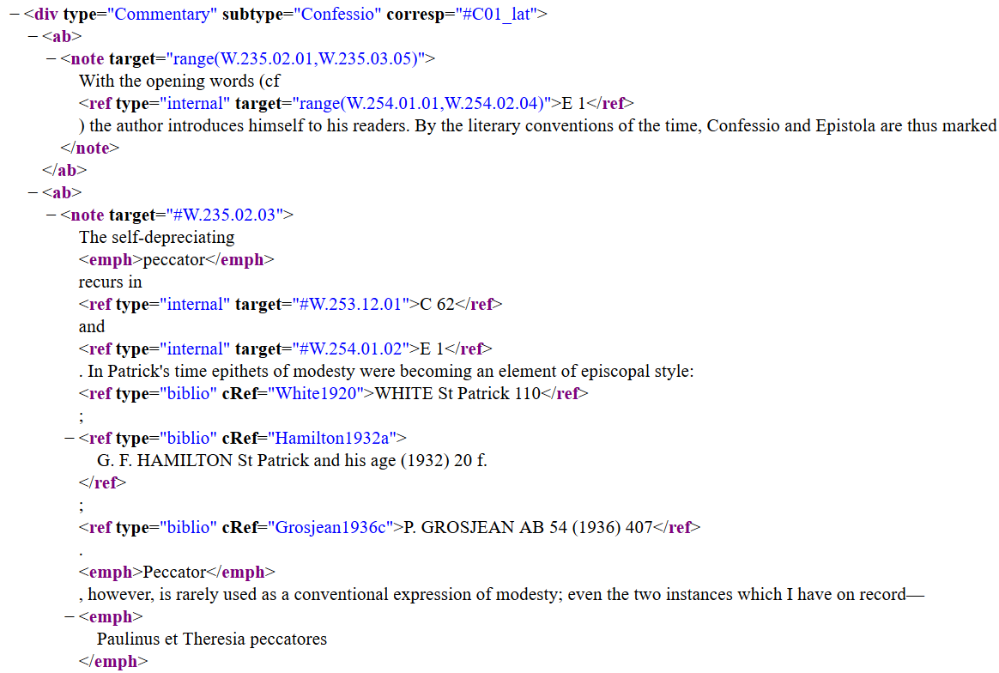 – <div type="Commentary" subtype="Confessio" corresp="#C01_lat">
– <ab>
– <note target="range(W.235.02.01,W.235.03.05)">
With the opening words (cf
<ref type="internal" target="range(W.254.01.01,W.254.02.04)">E 1</ref>
) the author introduces himself to his readers. By the literary conventions of the time, Confessio and Epistola are thus marked
</note>
</ab>
– <ab>
– <note target="#W.235.02.03">
The self-depreciating
<emph>peccator</emph>
recurs in
<ref type="internal" target="#W.253.12.01">C 62</ref>
and
<ref type="internal" target="#W.254.01.02">E 1</ref>
. In Patrick's time epithets of modesty were becoming an element of episcopal style:
<ref type="biblio" cRef="White1920">WHITE St Patrick 110</ref>
;
– <ref type="biblio" cRef="Hamilton1932a">
G. F. HAMILTON St Patrick and his age (1932) 20 f.
</ref>
;
<ref type="biblio" cRef="Grosjean1936c">P. GROSJEAN AB 54 (1936) 407</ref>
.
<emph>Peccator</emph>
, however, is rarely used as a conventional expression of modesty; even the two instances which I have on record—
– <emph>
Paulinus et Theresia peccatores
</emph>